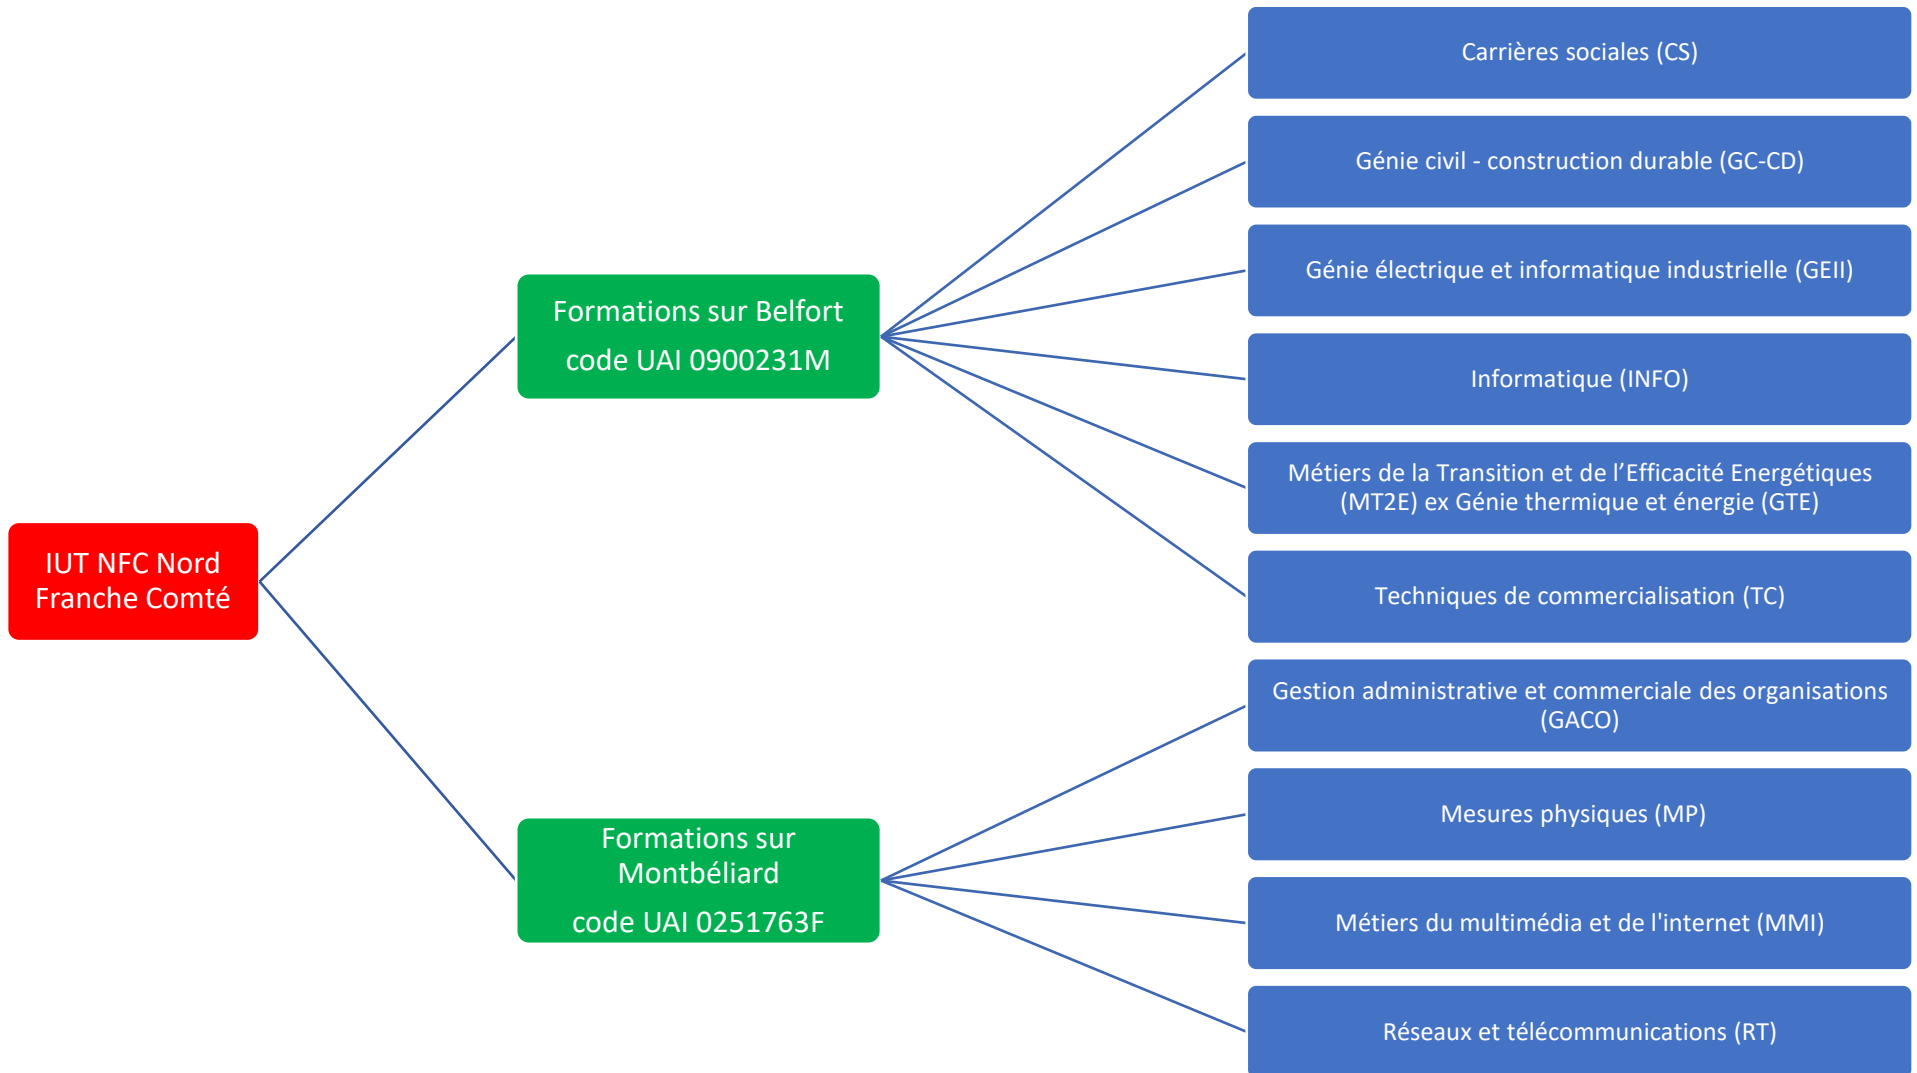 Carrières sociales (CS)
Génie civil - construction durable (GC-CD)
Génie électrique et informatique industrielle (GEII)
Formations sur Belfort
code UAI 0900231M
Informatique (INFO)
Métiers de la Transition et de l’Efficacité Energétiques
(MT2E) ex Génie thermique et énergie (GTE)
IUT NFC Nord
Franche Comté
Techniques de commercialisation (TC)
Gestion administrative et commerciale des organisations
(GACO)
Mesures physiques (MP)
Formations sur
Montbéliard
code UAI 0251763F
Métiers du multimédia et de l'internet (MMI)
Réseaux et télécommunications (RT)